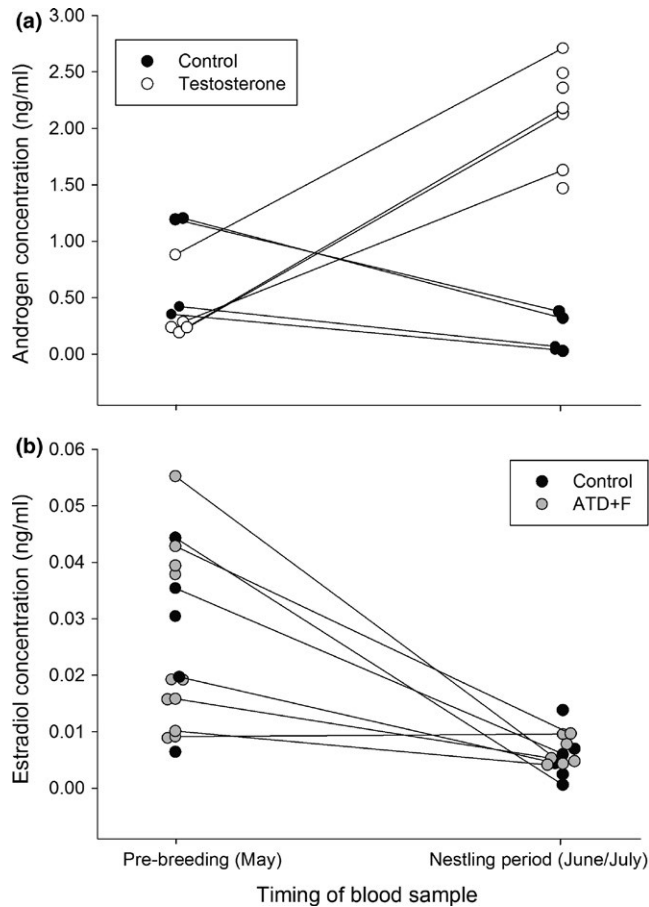 (a)
Control
Testosterone
Androgen concentration (ng/ml)
3.00
2.50
2.00
1.50
1.00
0.50
0.00
(b)
Control
ATD+F
Estradiol concentration (ng/ml)
0.06
0.05
0.04
0.03
0.02
0.01
0.00
Pre-breeding (May) Nestling period (June/July)
Timing of blood sample